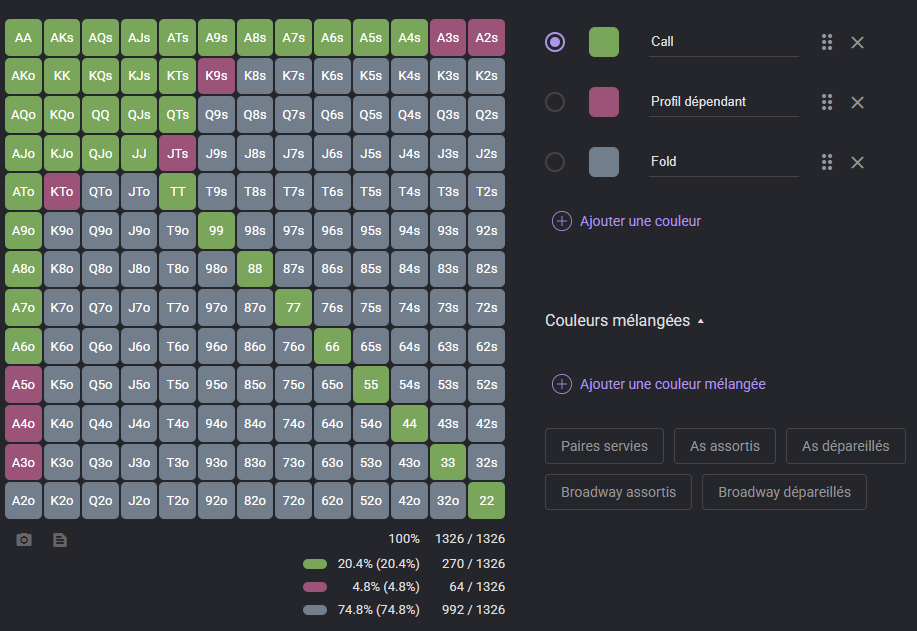 AA AKs AQs AJs ATs A9s A8s A7s A6s A5s A4s A3s A2s
AKo KK KQs KJs KTs K9s K8s K7s K6s K5s K4s K3s K2s
AQo KQo QQ QJs QTs Q9s Q8s Q7s Q6s Q5s Q4s Q3s Q2s
AJo KJo QJo JJ JTs J9s J8s J7s J6s J5s J4s J3s J2s
ATo KTo QTo JTo TT T9s T8s T7s T6s T5s T4s T3s T2s
A9o K9o Q9o J9o T9o 99 98s 97s 96s 95s 94s 93s 92s
A8o K8o Q8o J8o T8o 98o 88 87s 86s 85s 84s 83s 82s
A7o K7o Q7o J7o T7o 97o 87o 77 76s 75s 74s 73s 72s
A6o K6o Q6o J6o T6o 96o 86o 76o 66 65s 64s 63s 62s
A5o K5o Q5o J5o T5o 95o 85o 75o 65o 55 54s 53s 52s
A4o K4o Q4o J4o T4o 94o 84o 74o 64o 54o 44 43s 42s
A3o K3o Q3o J3o T3o 93o 83o 73o 63o 53o 43o 33 32s
A2o K2o Q2o J2o T2o 92o 82o 72o 62o 52o 42o 32o 22
100% 1326 / 1326
20.4% (20.4%) 270 / 1326
4.8% (4.8%) 64 / 1326
74.8% (74.8%) 992 / 1326
Call
Profil dépendant
Fold
Ajouter une couleur
Couleurs mélangées
Ajouter une couleur mélangée
Paires servies As assortis As dépareillés
Broadway assortis Broadway dépareillés